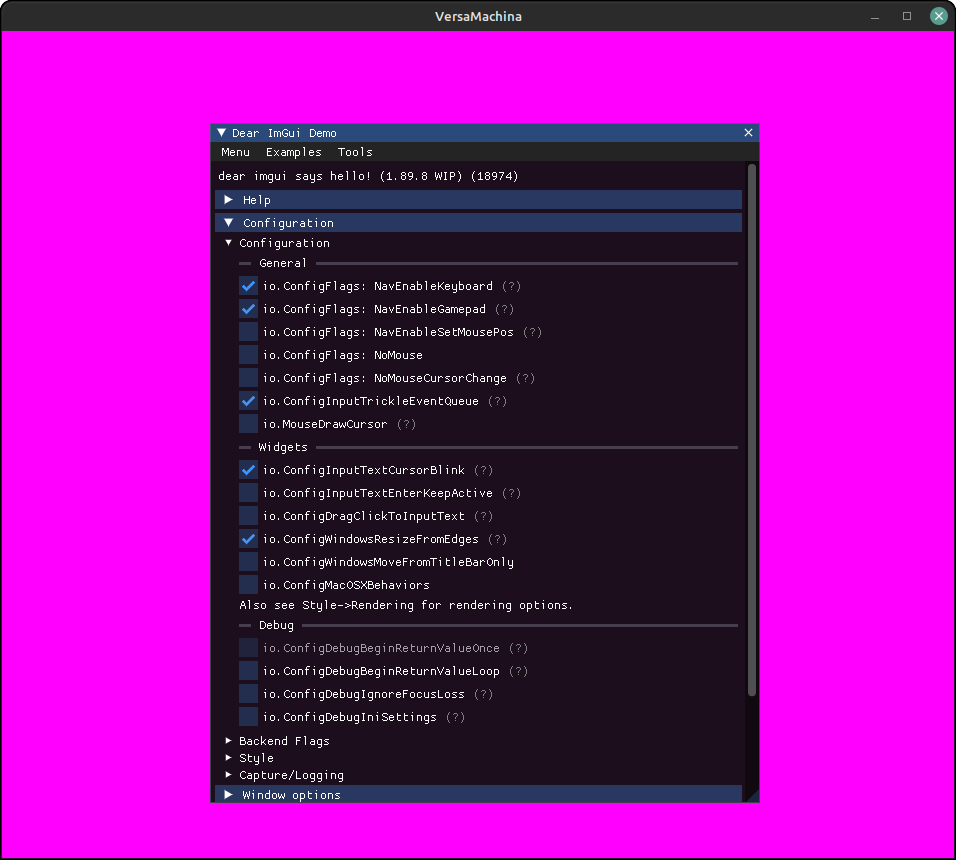 VersaMachina
Dear ImGui Demo
Menu Examples Tools
dear imgui says hello! (1.89.8 WIP) (18974)
Help
Configuration
Configuration
General
io.ConfigFlags: NavEnableKeyboard (?)
io.ConfigFlags: NavEnableGamepad (?)
io.ConfigFlags: NavEnableSetMousePos (?)
io.ConfigFlags: NoMouse
io.ConfigFlags: NoMouseCursorChange (?)
io.ConfigInputTrickleEventQueue (?)
io.MouseDrawCursor (?)
Widgets
io.ConfigInputTextCursorBlink (?)
io.ConfigInputTextEnterKeepActive (?)
io.ConfigDragClickToInputText (?)
io.ConfigWindowsResizeFromEdges (?)
io.ConfigWindowsMoveFromTitleBarOnly
io.ConfigMacOSXBehaviors
Also see Style->Rendering for rendering options.
Debug
io.ConfigDebugBeginReturnValueOnce (?)
io.ConfigDebugBeginReturnValueLoop (?)
io.ConfigDebugIgnoreFocusLoss (?)
io.ConfigDebugIniSettings (?)
Backend Flags
Style
Capture/Logging
Window options